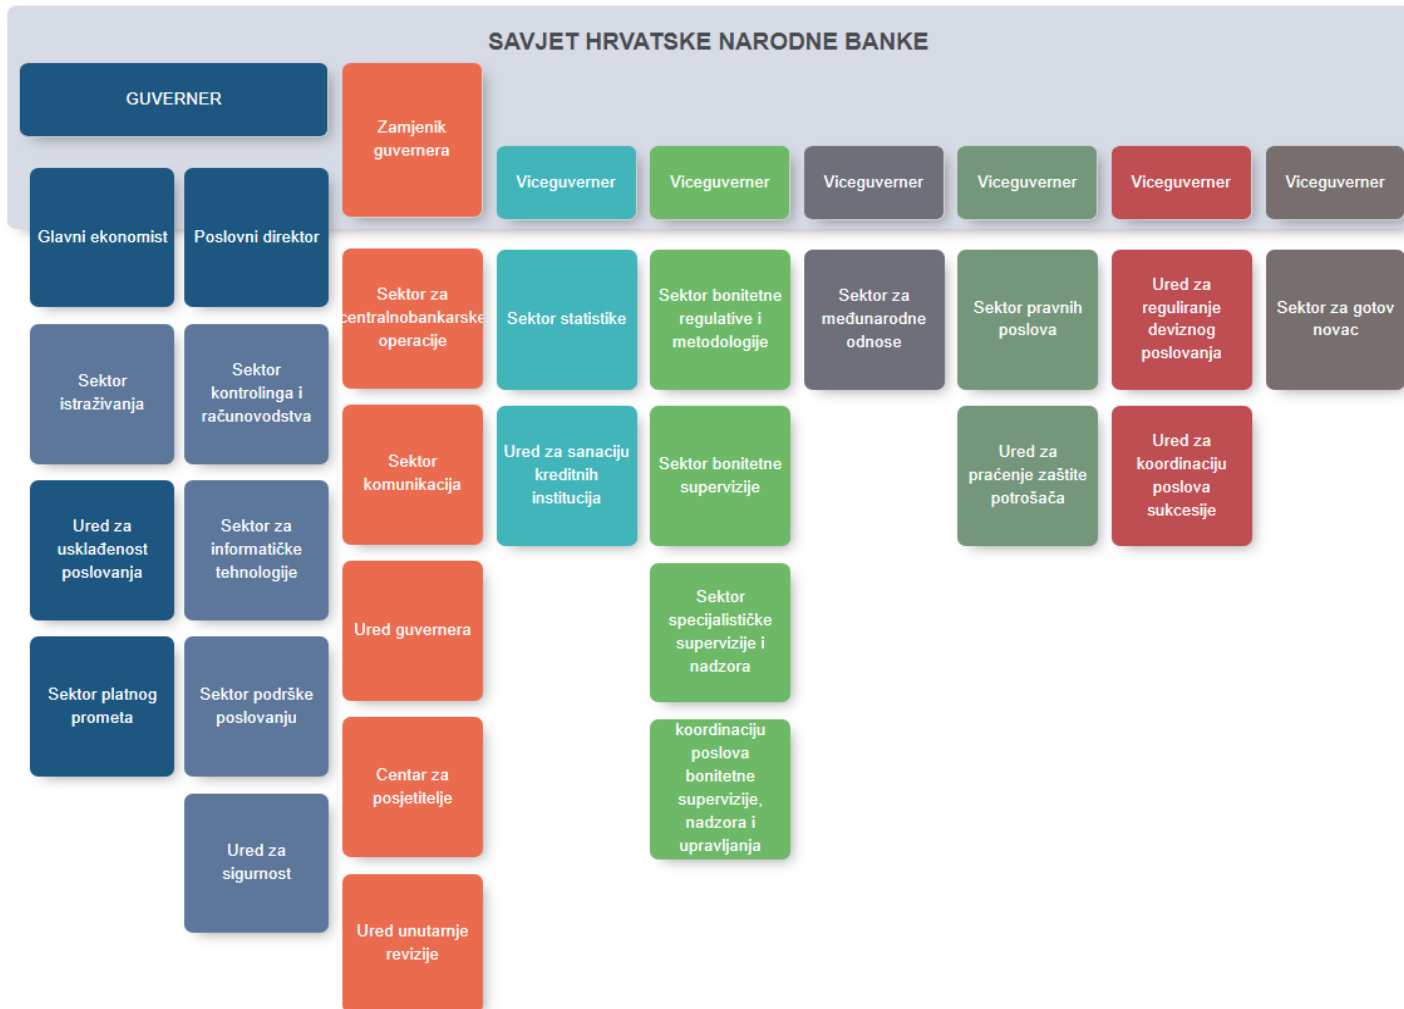 SAVJET HRVATSKE NARODNE BANKE
GUVERNER
Zamjenik
guvernera
Viceguverner
Viceguverner
Viceguverner
Viceguverner
Viceguverner
Viceguverner
Glavni ekonomist
Poslovni direktor
Sektor
istraživanja
Ured za
usklađenost
poslovanja
Sektor platnog
prometa
Sektor
kontrolinga i
računovodstva
Sektor za
informatičke
tehnologije
Sektor podrške
poslovanju
Ured za
sigurnost
Sektor za
centralnobankarske
operacije
Sektor
komunikacija
Ured guvernera
Centar za
posjetitelje
Ured unutarnje
revizije
Sektor statistike
Ured za sanaciju
kreditnih
institucija
Sektor bonitetne
regulative i
metodologije
Sektor bonitetne
supervizije
Sektor
specijalističke
supervizije i
nadzora
koordinaciju
poslova
bonitetne
supervizije,
nadzora i
upravljanja
Sektor za
međunarodne
odnose
Sektor pravnih
poslova
Ured za
praćenje zaštite
potrošača
Ured za
reguliranje
deviznog
poslovanja
Ured za
koordinaciju
poslova
sukcesije
Sektor za gotov
novac